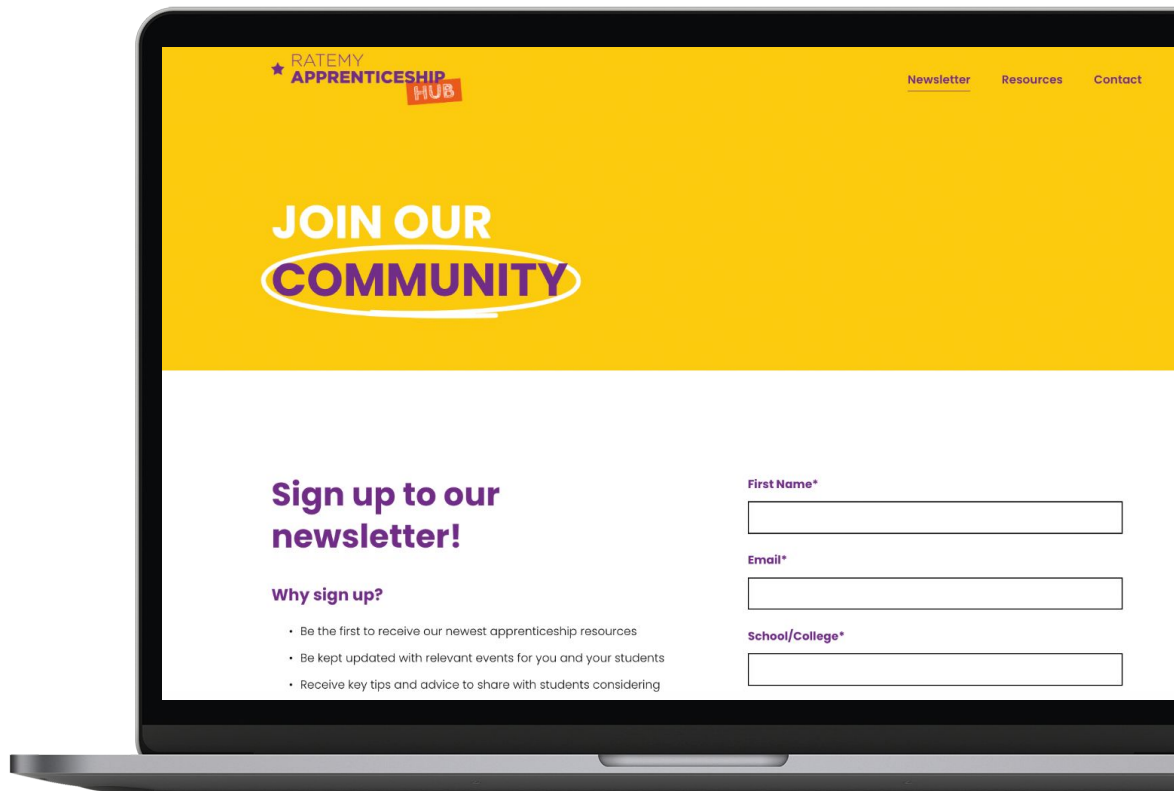 RATEMY
APPRENTICESHIP
HUB
Newsletter Resources Contact
JOIN OUR
COMMUNITY
Sign up to our
newsletter!
Why sign up?
• Be the first to receive our newest apprenticeship resources
• Be kept updated with relevant events for you and your students
• Receive key tips and advice to share with students considering
First Name*
Email*
School/College*